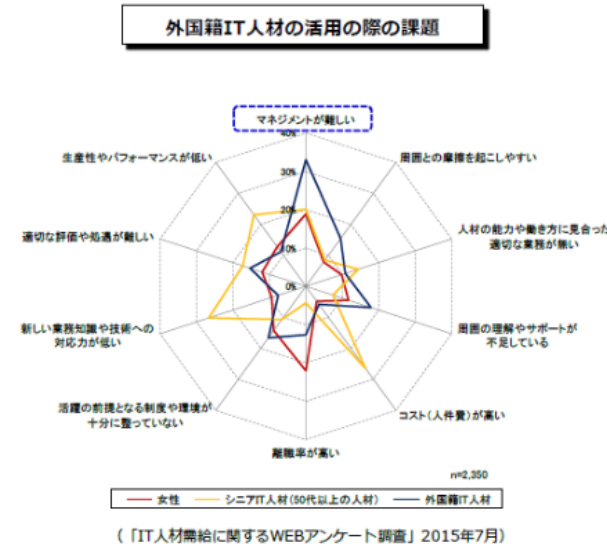 外国籍IT人材の活用の際の課題
マネジメントが難しい
40%
生産性やパフォーマンスが低い
周囲との摩擦を起こしやすい
30%
20%
適切な評価や処遇が難しい
人材の能力や働き方に見合った
適切な業務が無い
10%
0%
新しい業務知識や技術への
対応力が低い
周囲の理解やサポートが
不足している
活躍の前提となる制度や環境が
十分に整っていない
コスト(人件費)が高い
離職率が高い
n=2,350
女性
シニアIT人材(50代以上の人材)
外国籍IT人材
(「IT人材需給に関するWEBアンケート調査」2015年7月)